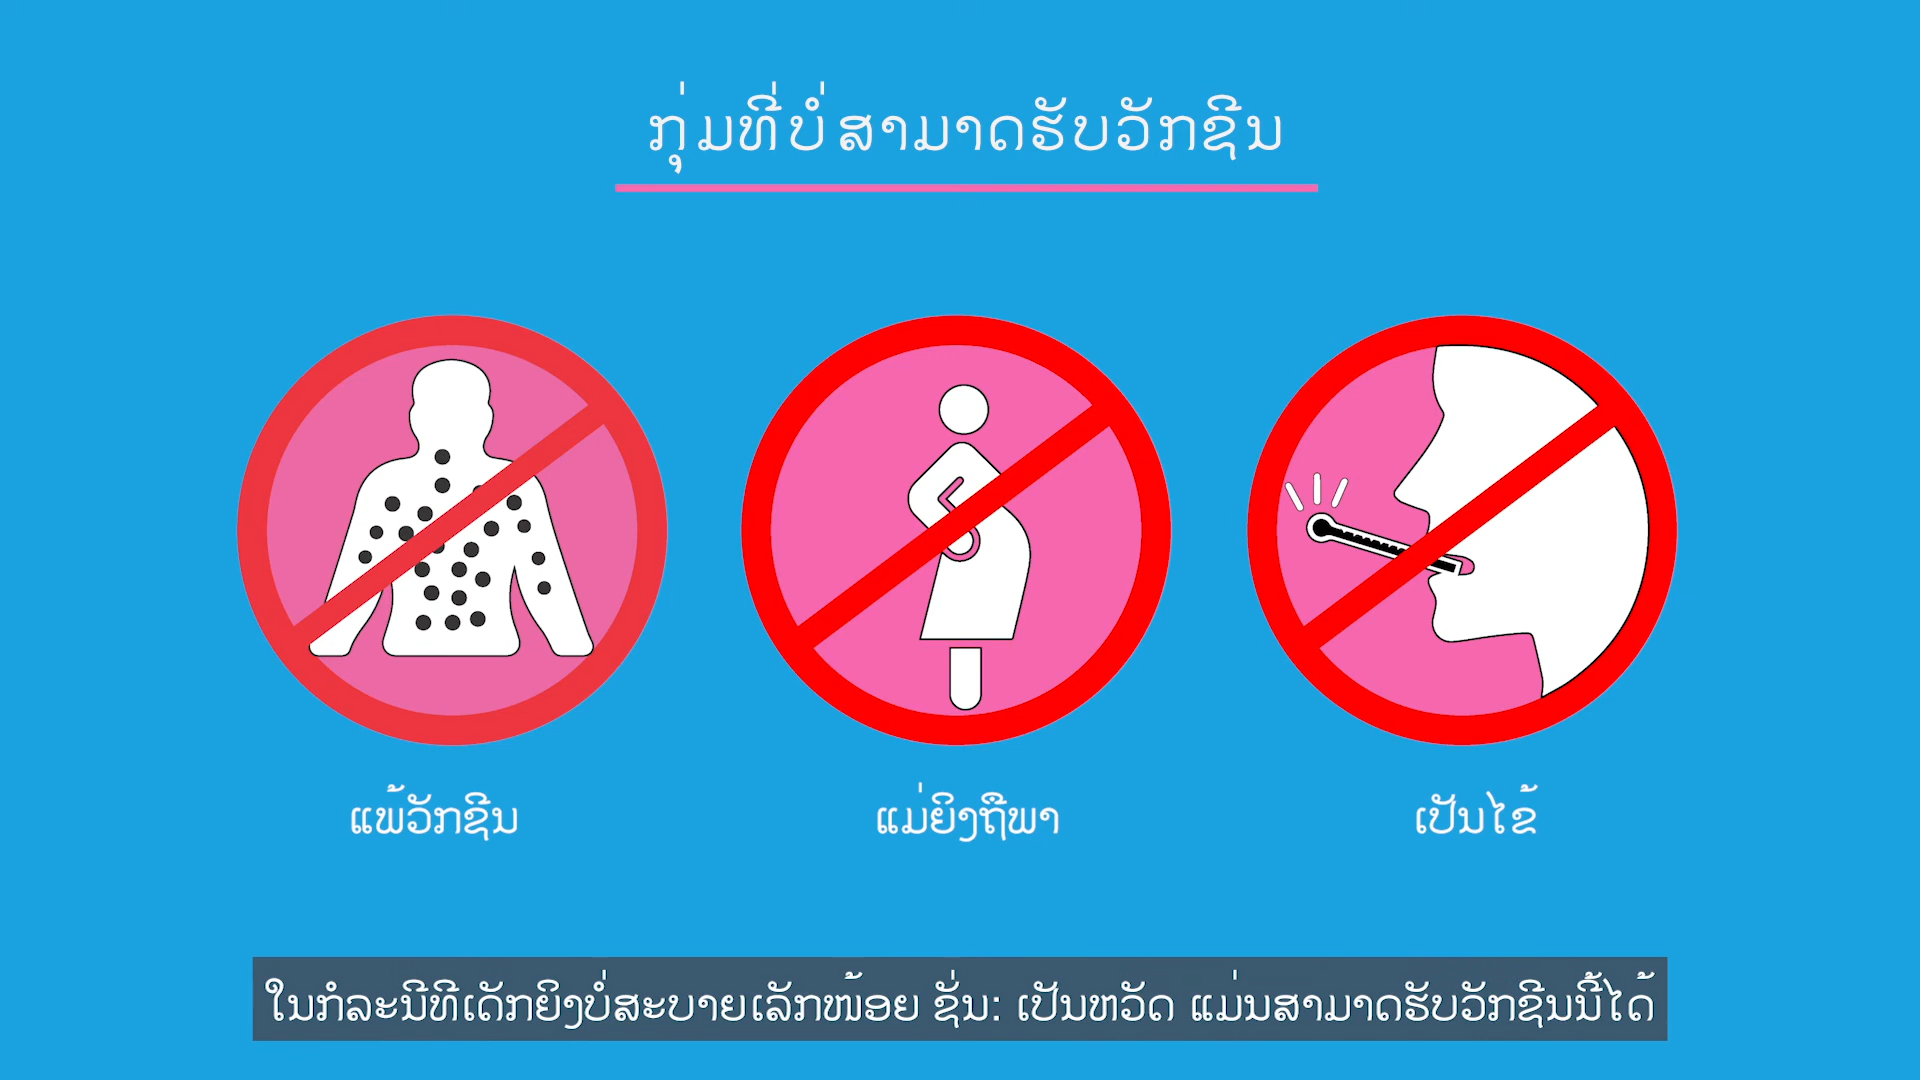 ກຸ່ມທີ່ບໍ່ສາມາດຮັບວັກຊີນ
ແພ້ວັກຊີນ
ແມ່ຍິງຖືພາ
ເປັນໄຂ້
ໃນກໍລະນີທີເດັກຍິງບໍ່ສະບາຍເລັກໜ້ອຍ ຊັ່ນ: ເປັນຫວັດ ແມ່ນສາມາດຮັບວັກຊີນນີ້ໄດ້